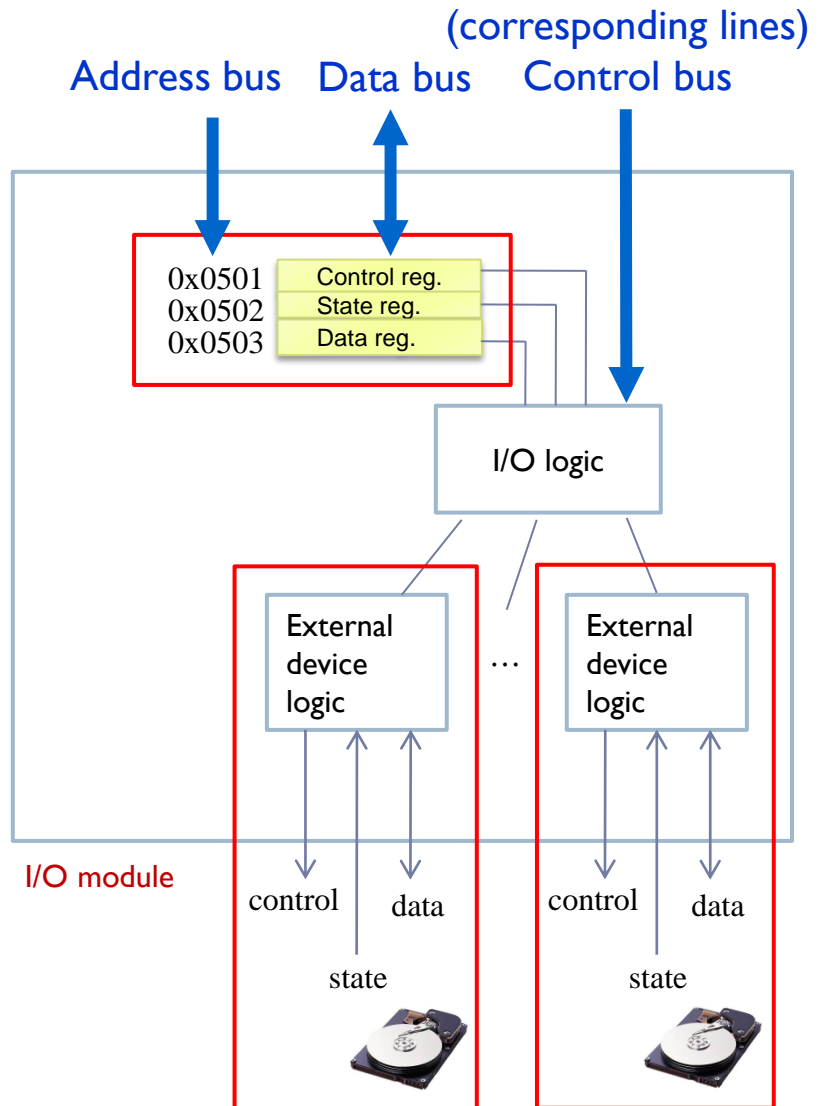 (corresponding lines)
Address bus Data bus Control bus
0x0501 Control reg.
0x0502 State reg.
0x0503 Data reg.
I/O logic
External
device
logic
...
External
device
logic
I/O module
control data
state
control data
state